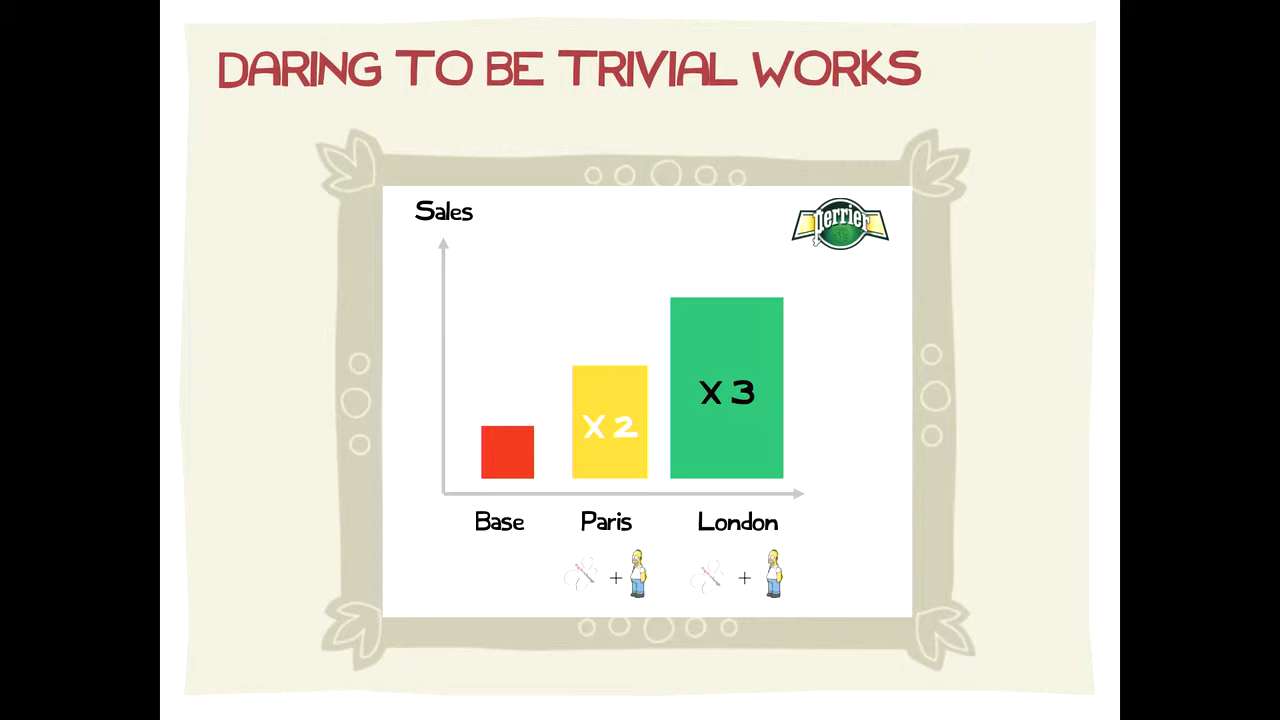 DARING TO BE TRIVIAL WORKS
Sales
perrier
X 3
X 2
Base Paris London
+ +